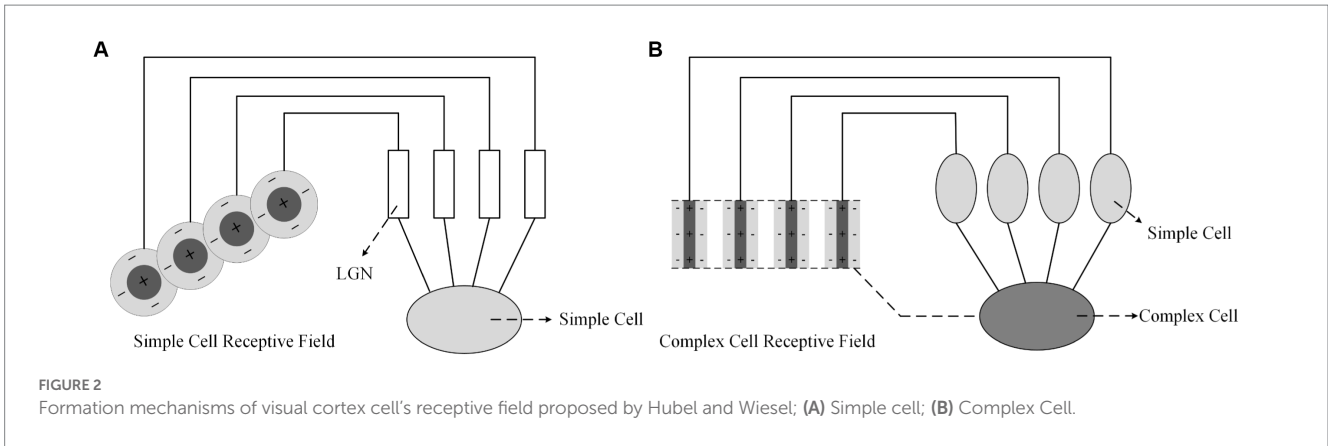 A
B
+ + + +
- - - - - - - - - - - -
LGN
Simple Cell
Simple Cell Receptive Field
- + - - + - - + - - + -
- + - - + - - + - - + -
- + - - + - - + - - + -
Simple Cell
Complex Cell
Complex Cell Receptive Field
FIGURE 2
Formation mechanisms of visual cortex cell's receptive field proposed by Hubel and Wiesel; (A) Simple cell; (B) Complex Cell.